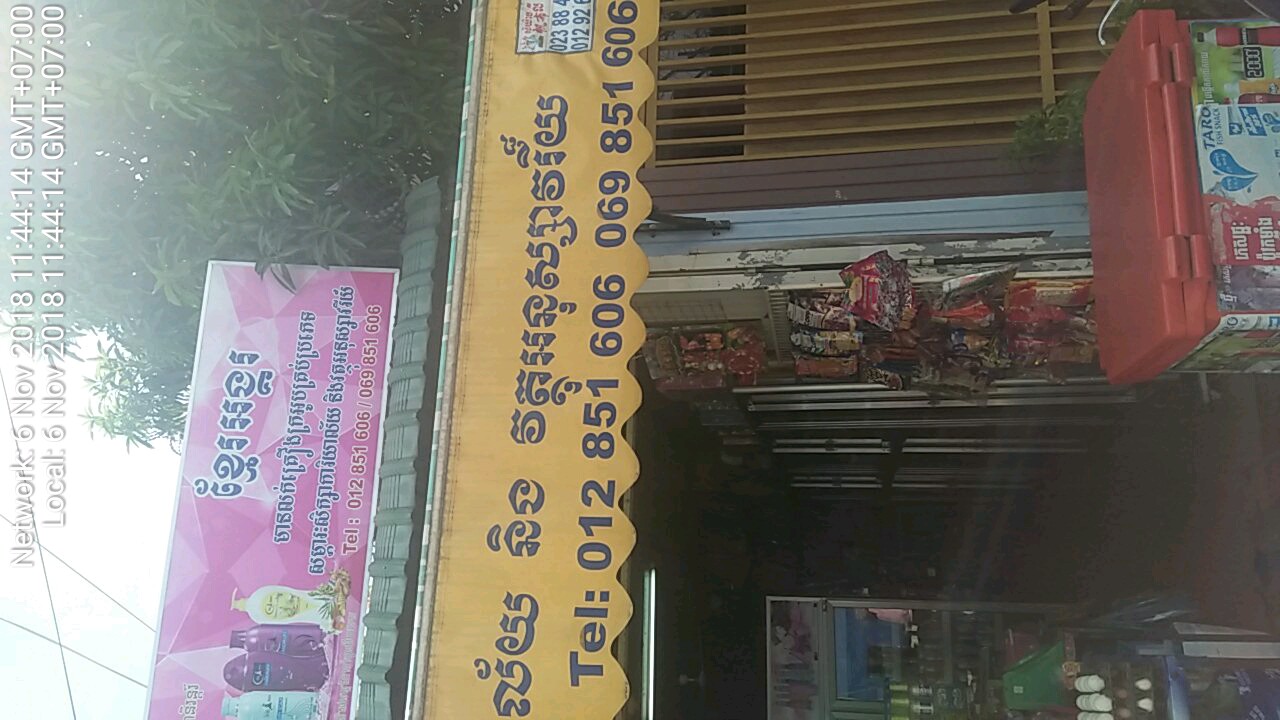 Network: 6 Nov 2018 11:44:14 GMT+07:00
Local: 6 Nov 2018 11:44:14 GMT+07:00
ខ្មែរអង្គរ
មានលក់គ្រឿងក្រអូបគ្រប់ប្រភេទ
សម្ភារៈសិក្សាការិយាល័យ និងវត្ថុអនុស្សាវរីយ៍
Tel : 012 851 606 / 069 851 606
ល័យ និង វត្ថុអនុស្សាវរីយ៍
Tel: 012 851 606 069 851 606
023 88 4
012 92 6
TARO
FISH SNACK
2000